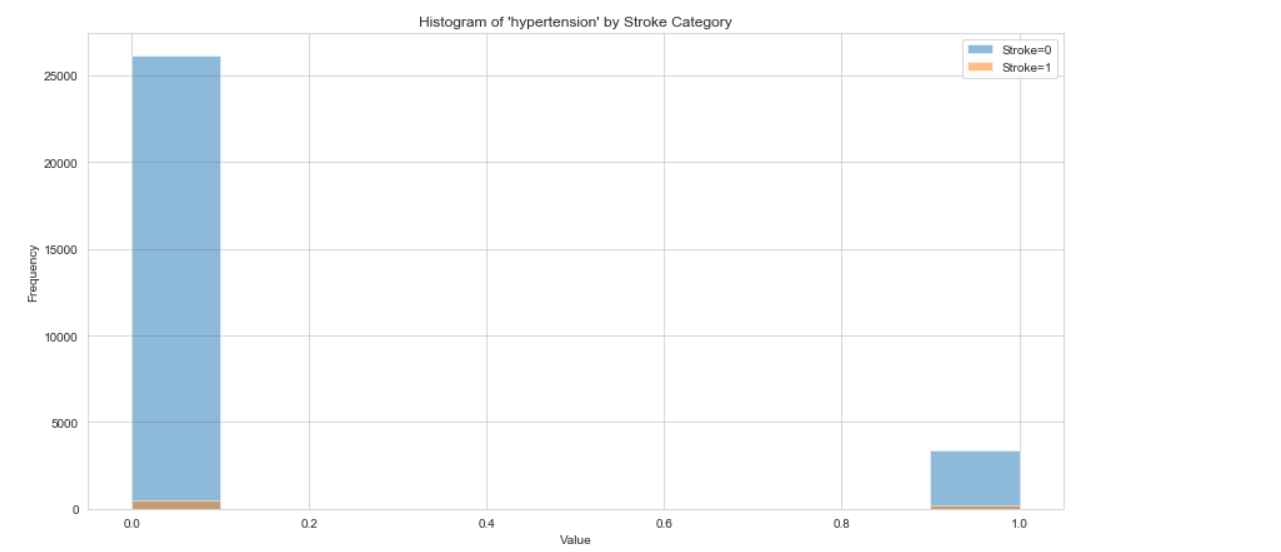 Histogram of 'hypertension' by Stroke Category
Stroke=0
Stroke=1
25000
20000
15000
10000
5000
0
Frequency
0.0 0.2 0.4 0.6 0.8 1.0
Value